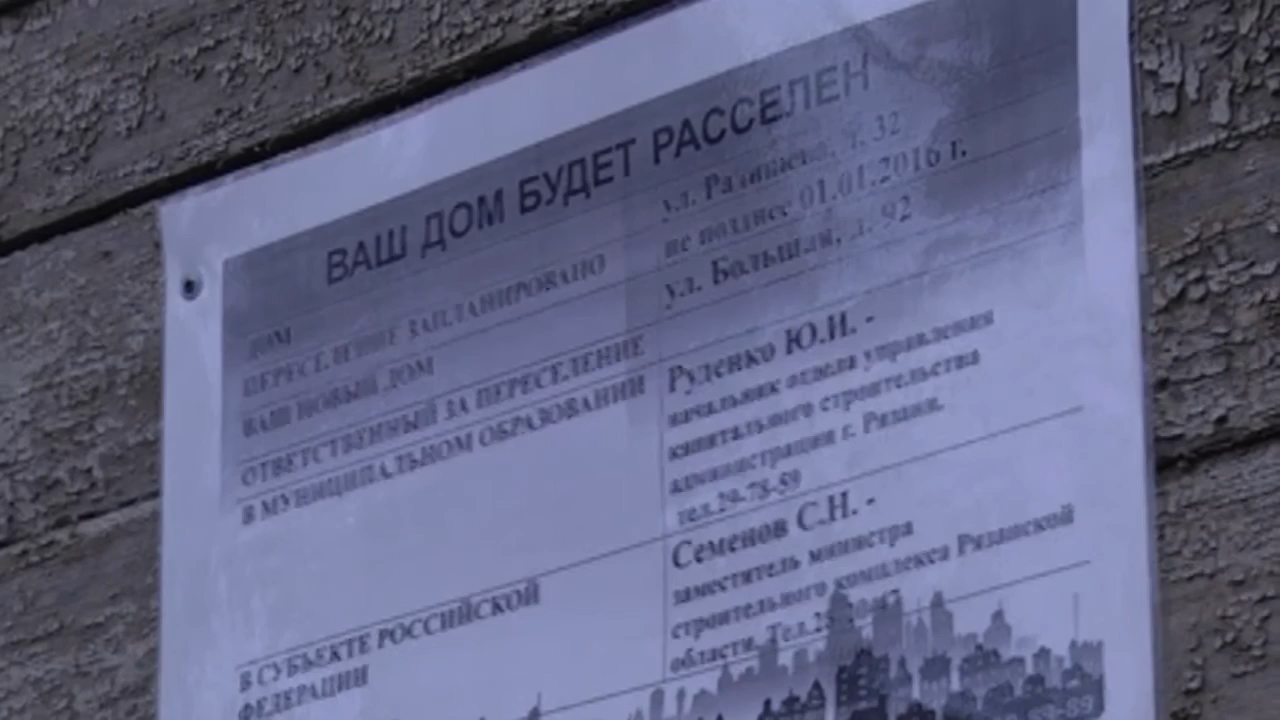 ВАШ ДОМ БУДЕТ РАССЕЛЕН
ДОМ
ул. Радищева, д. 32
ПЕРЕСЕЛЕНИЕ ЗАПЛАНИРОВАНО
не позднее 01.01.2016 г.
ВАШ НОВЫЙ ДОМ
ул. Большая, д. 92
ОТВЕТСТВЕННЫЙ ЗА ПЕРЕСЕЛЕНИЕ
В МУНИЦИПАЛЬНОМ ОБРАЗОВАНИИ
Руденко Ю.И. -
начальник отдела управления
капитального строительства
администрации г. Рязани.
тел.29-78-59
В СУБЪЕКТЕ РОССИЙСКОЙ
ФЕДЕРАЦИИ
Семенов С.Н. -
заместитель министра
строительного комплекса Рязанской
области. Тел.